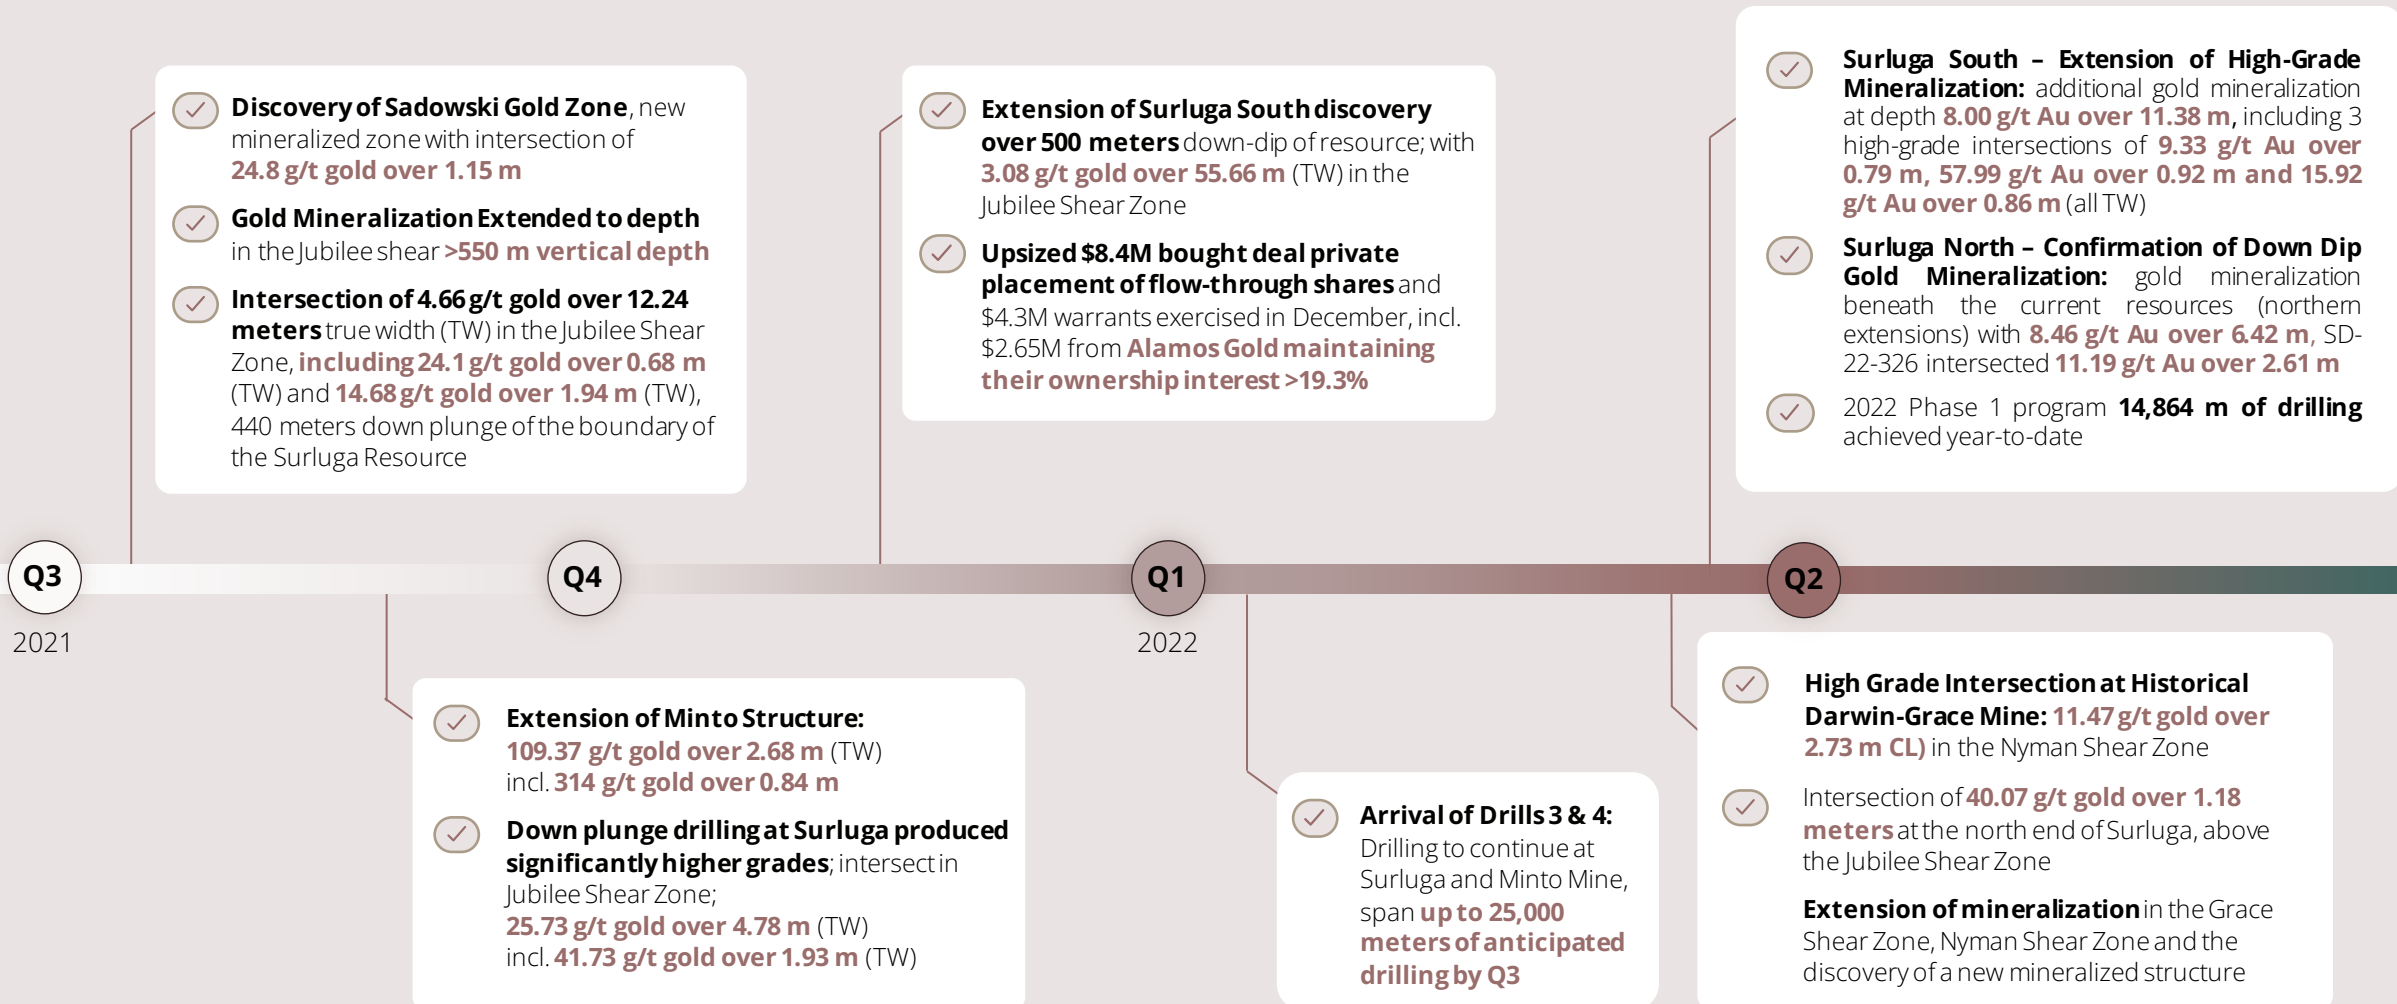 Discovery of Sadowski Gold Zone, new
mineralized zone with intersection of
24.8 g/t gold over 1.15 m
Gold Mineralization Extended to depth
in the Jubilee shear >550 m vertical depth
Intersection of 4.66 g/t gold over 12.24
meters true width (TW) in the Jubilee Shear
Zone, including 24.1 g/t gold over 0.68 m
(TW) and 14.68 g/t gold over 1.94 m (TW),
440 meters down plunge of the boundary of
the Surluga Resource
Extension of Surluga South discovery
over 500 meters down-dip of resource; with
3.08 g/t gold over 55.66 m (TW) in the
Jubilee Shear Zone
Upsized $8.4M bought deal private
placement of flow-through shares and
$4.3M warrants exercised in December, incl.
$2.65M from Alamos Gold maintaining
their ownership interest >19.3%
Surluga South – Extension of High-Grade
Mineralization: additional gold mineralization
at depth 8.00 g/t Au over 11.38 m, including 3
high-grade intersections of 9.33 g/t Au over
0.79 m, 57.99 g/t Au over 0.92 m and 15.92
g/t Au over 0.86 m (all TW)
Surluga North – Confirmation of Down Dip
Gold Mineralization: gold mineralization
beneath the current resources (northern
extensions) with 8.46 g/t Au over 6.42 m, SD-
22-326 intersected 11.19 g/t Au over 2.61 m
2022 Phase 1 program 14,864 m of drilling
achieved year-to-date
Q3
Q4
Q1
Q2
2021
2022
Extension of Minto Structure:
109.37 g/t gold over 2.68 m (TW)
incl. 314 g/t gold over 0.84 m
Down plunge drilling at Surluga produced
significantly higher grades; intersect in
Jubilee Shear Zone;
25.73 g/t gold over 4.78 m (TW)
incl. 41.73 g/t gold over 1.93 m (TW)
Arrival of Drills 3 & 4:
Drilling to continue at
Surluga and Minto Mine,
span up to 25,000
meters of anticipated
drilling by Q3
High Grade Intersection at Historical
Darwin-Grace Mine: 11.47 g/t gold over
2.73 m CL) in the Nyman Shear Zone
Intersection of 40.07 g/t gold over 1.18
meters at the north end of Surluga, above
the Jubilee Shear Zone
Extension of mineralization in the Grace
Shear Zone, Nyman Shear Zone and the
discovery of a new mineralized structure